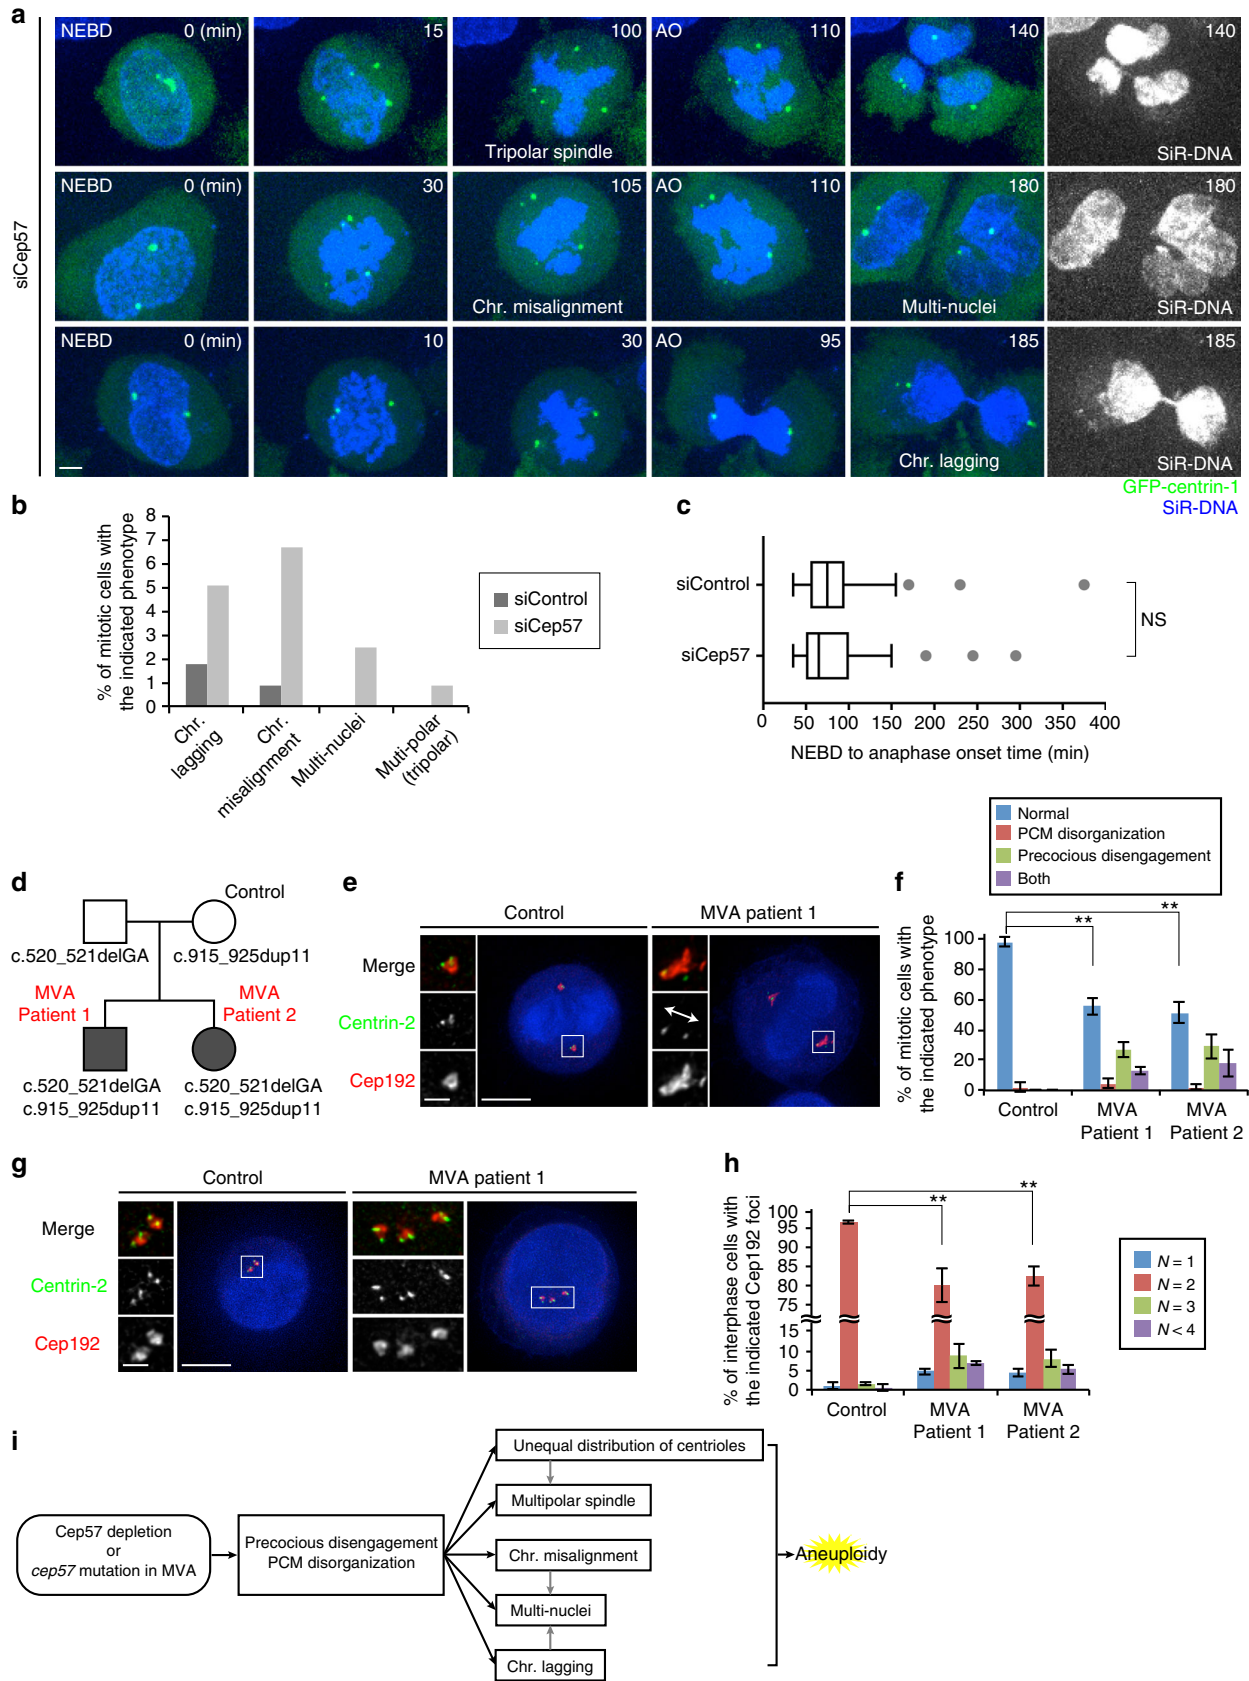 a
siCep57
NEBD 0 (min)
15
100
Tripolar spindle
AO 110
140
140
SiR-DNA
NEBD 0 (min)
30
105
Chr. misalignment
AO 110
180
Multi-nuclei
180
SiR-DNA
NEBD 0 (min)
10
30
AO 95
185
Chr. lagging
185
SiR-DNA
GFP-centrin-1
SiR-DNA
b
% of mitotic cells with
the indicated phenotype
8
7
6
5
4
3
2
1
0
Chr.
lagging
Chr.
misalignment
Multi-nuclei
Muti-polar
(tripolar)
siControl
siCep57
c
siControl
siCep57
NS
0 50 100 150 200 250 300 350 400
NEBD to anaphase onset time (min)
d
Control
c.520_521delGA
c.915_925dup11
MVA
Patient 1
MVA
Patient 2
c.520_521delGA
c.915_925dup11
c.520_521delGA
c.915_925dup11
e
Control
MVA patient 1
Merge
Centrin-2
Cep192
f
Normal
PCM disorganization
Precocious disengagement
Both
% of mitotic cells with
the indicated phenotype
100
80
60
40
20
0
**
**
Control
MVA
Patient 1
MVA
Patient 2
g
Control
MVA patient 1
Merge
Centrin-2
Cep192
h
% of interphase cells with
the indicated Cep192 foci
100
95
90
85
80
75
15
10
5
0
**
**
Control
MVA
Patient 1
MVA
Patient 2
N = 1
N = 2
N = 3
N < 4
i
Cep57 depletion
or
cep57 mutation in MVA
Precocious disengagement
PCM disorganization
Unequal distribution of centrioles
Multipolar spindle
Chr. misalignment
Multi-nuclei
Chr. lagging
Aneuploidy